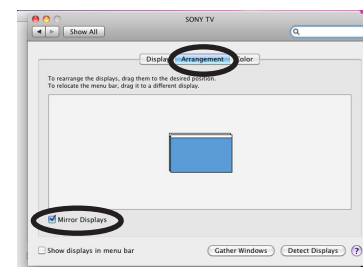 SONY TV
Show All
Display Arrangement Color
To rearrange the displays, drag them to the desired position.
To relocate the menu bar, drag it to a different display.
Mirror Displays
Show displays in menu bar
Gather Windows Detect Displays ?